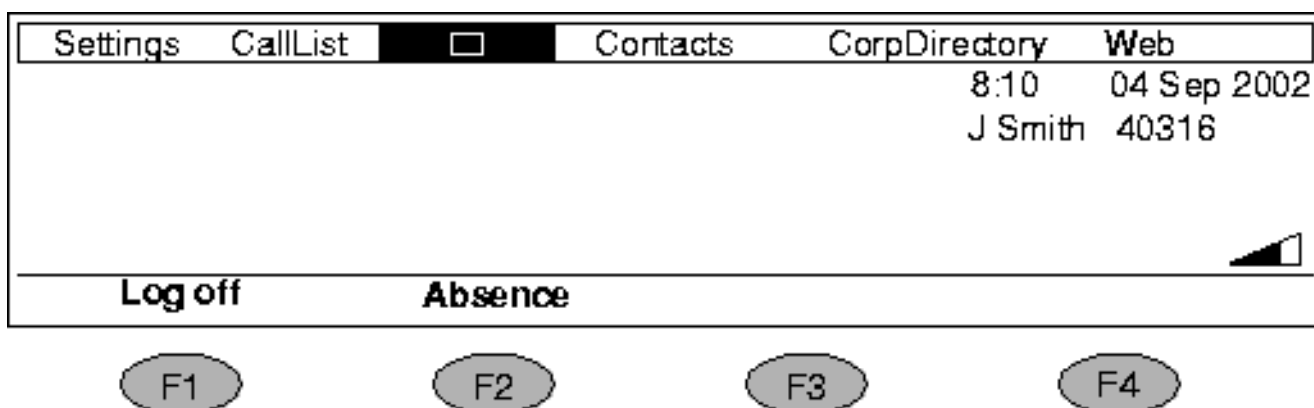 Settings CallList Contacts CorpDirectory Web
8:10 04 Sep 2002
J Smith 40316
Log off Absence
F1 F2 F3 F4